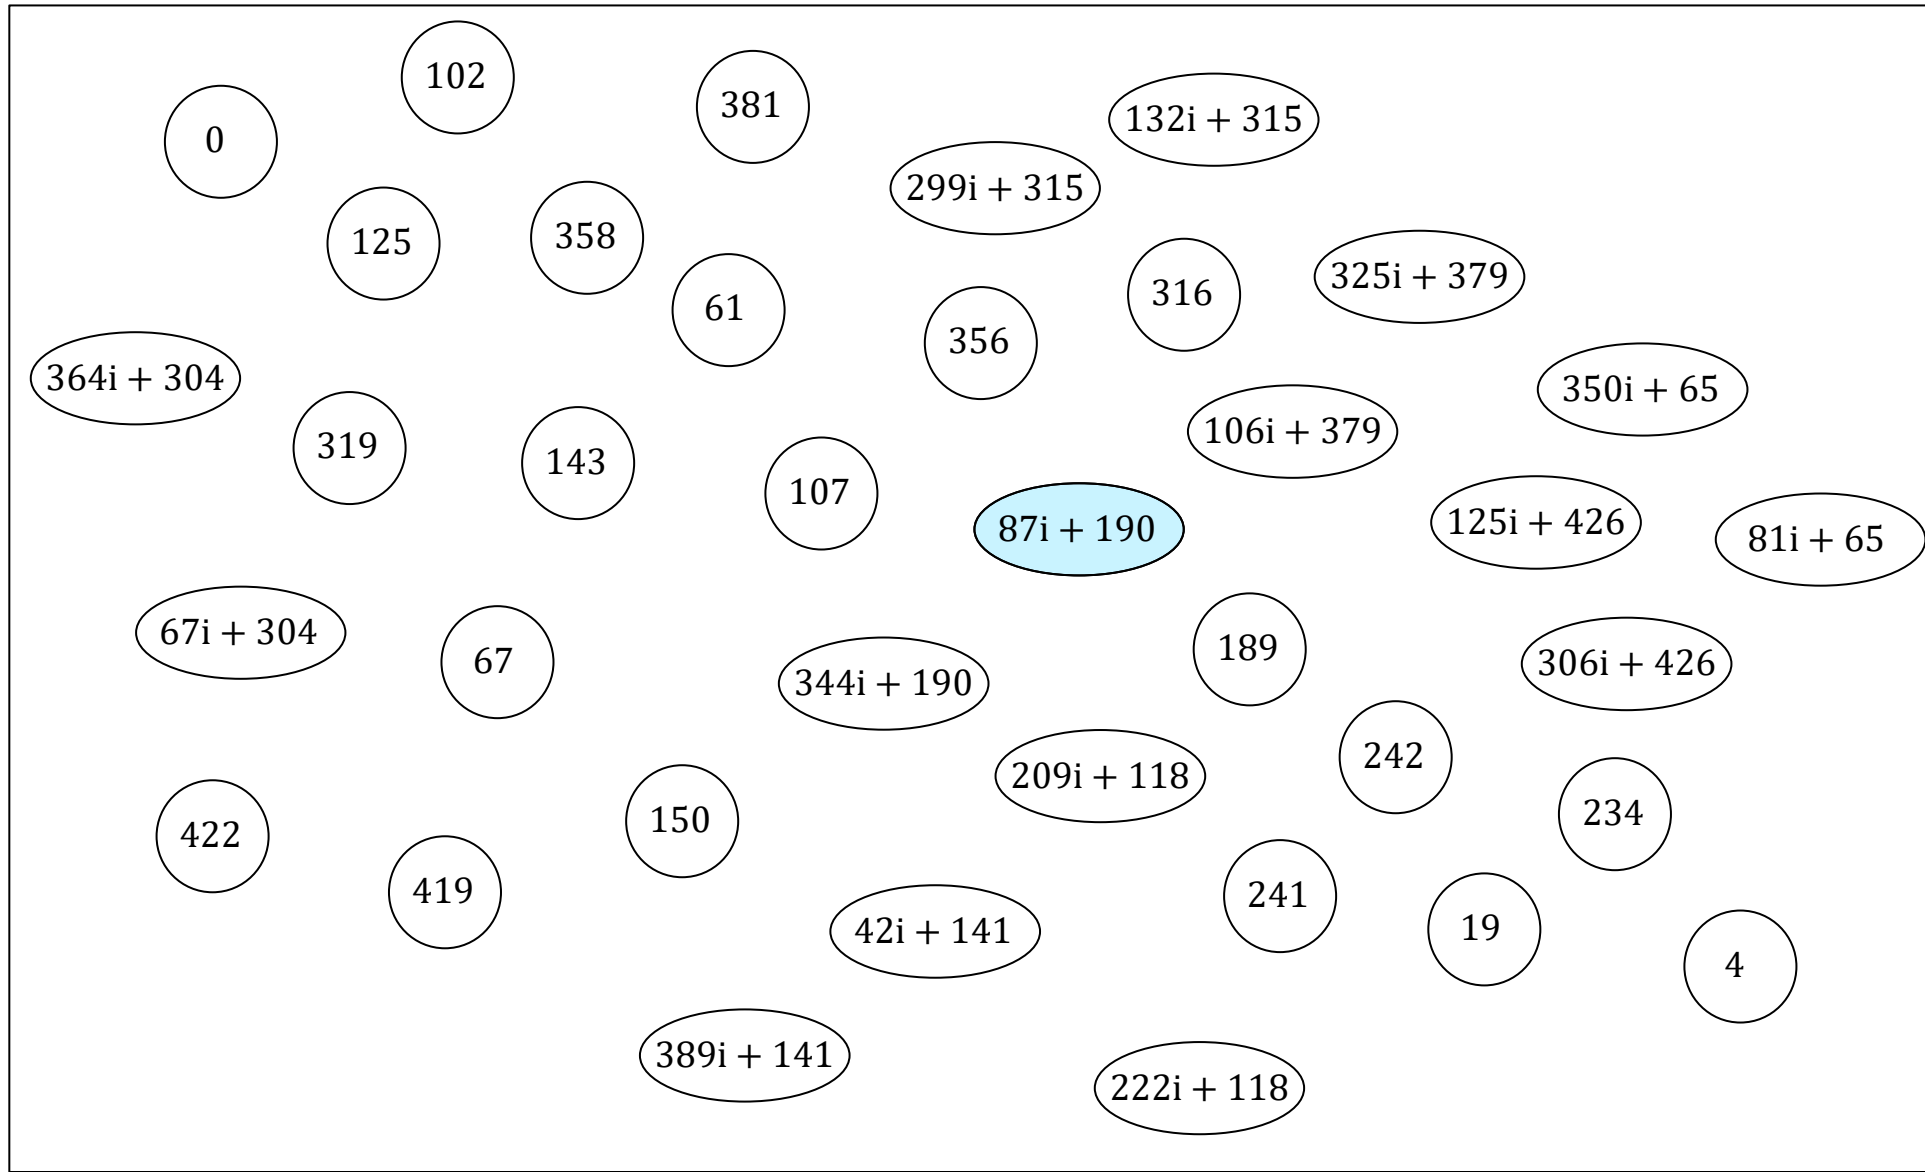 102
381
132i + 315
0
299i + 315
125
358
61
316
325i + 379
356
364i + 304
350i + 65
319
143
106i + 379
107
87i + 190
125i + 426
81i + 65
67i + 304
67
344i + 190
189
306i + 426
209i + 118
242
422
150
234
419
42i + 141
241
19
4
389i + 141
222i + 118